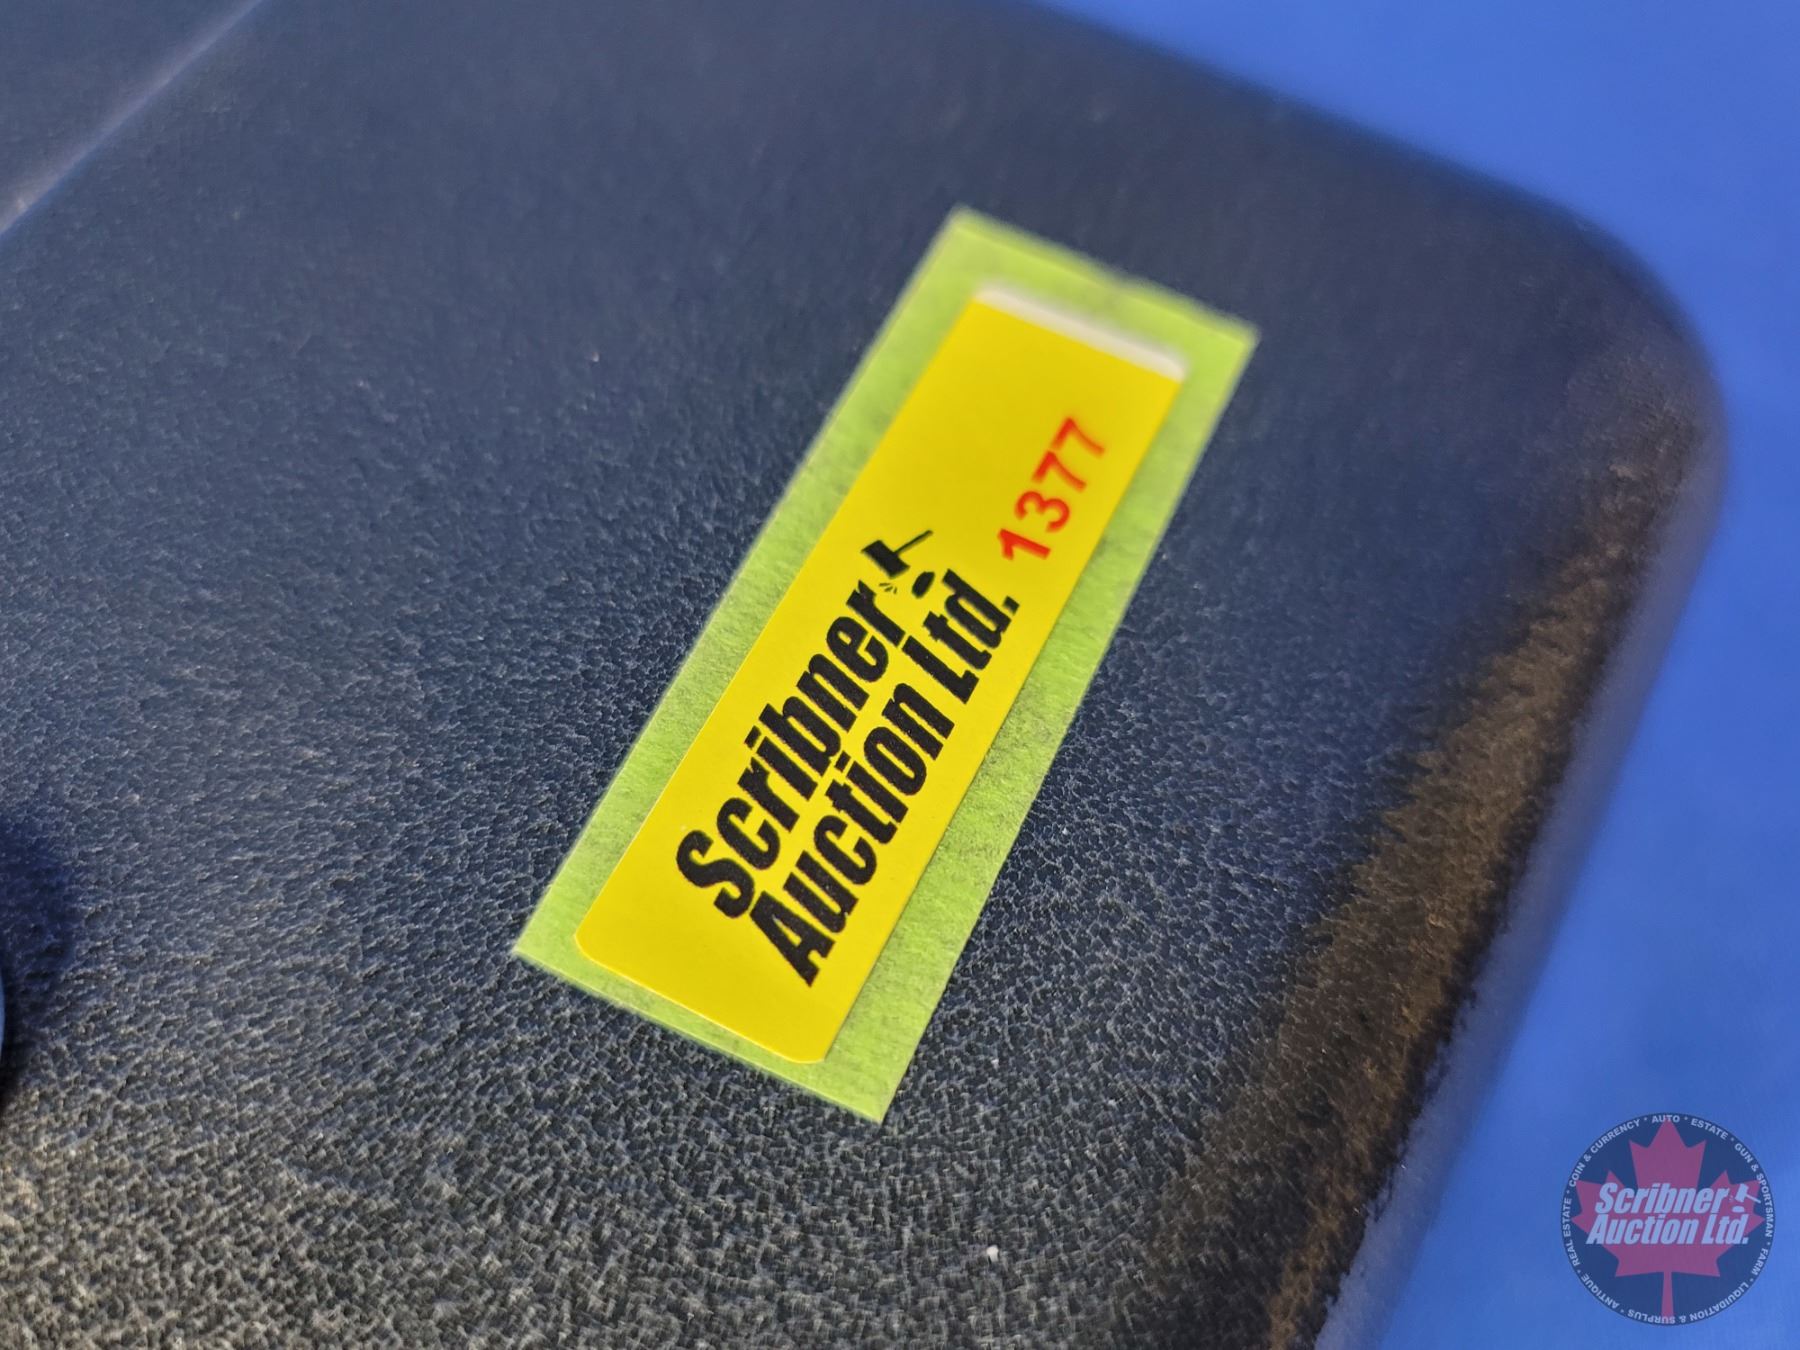 Scribner
Auction Ltd.
1377
COIN & CURRENCY · AUTO · ESTATE · GUN & SPORTSMAN · FARM · LIQUIDATION & SURPLUS · ANTIQUE · REAL ESTATE ·
Scribner
Auction Ltd.